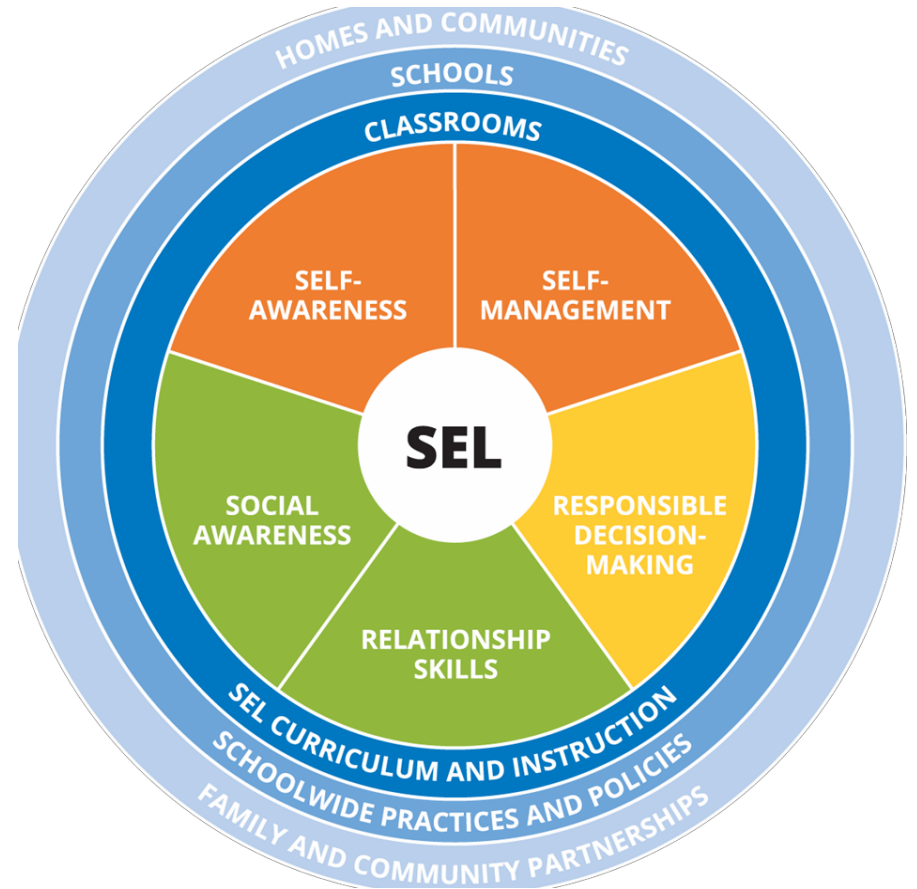 HOMES AND COMMUNITIES
SCHOOLS
CLASSROOMS
SELF-
AWARENESS
SELF-
MANAGEMENT
SEL
SOCIAL
AWARENESS
RESPONSIBLE
DECISION-
MAKING
RELATIONSHIP
SKILLS
SEL CURRICULUM AND INSTRUCTION
SCHOOLWIDE PRACTICES AND POLICIES
FAMILY AND COMMUNITY PARTNERSHIPS